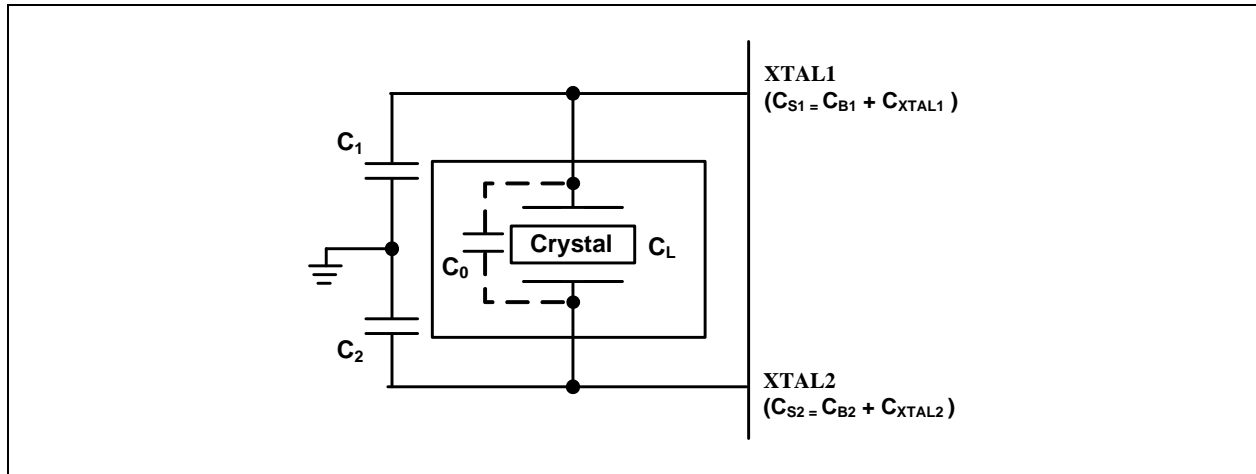 XTAL1
(CS1 = CB1 + CXTAL1 )
C1
Crystal
CL
C0
C2
XTAL2
(CS2 = CB2 + CXTAL2 )